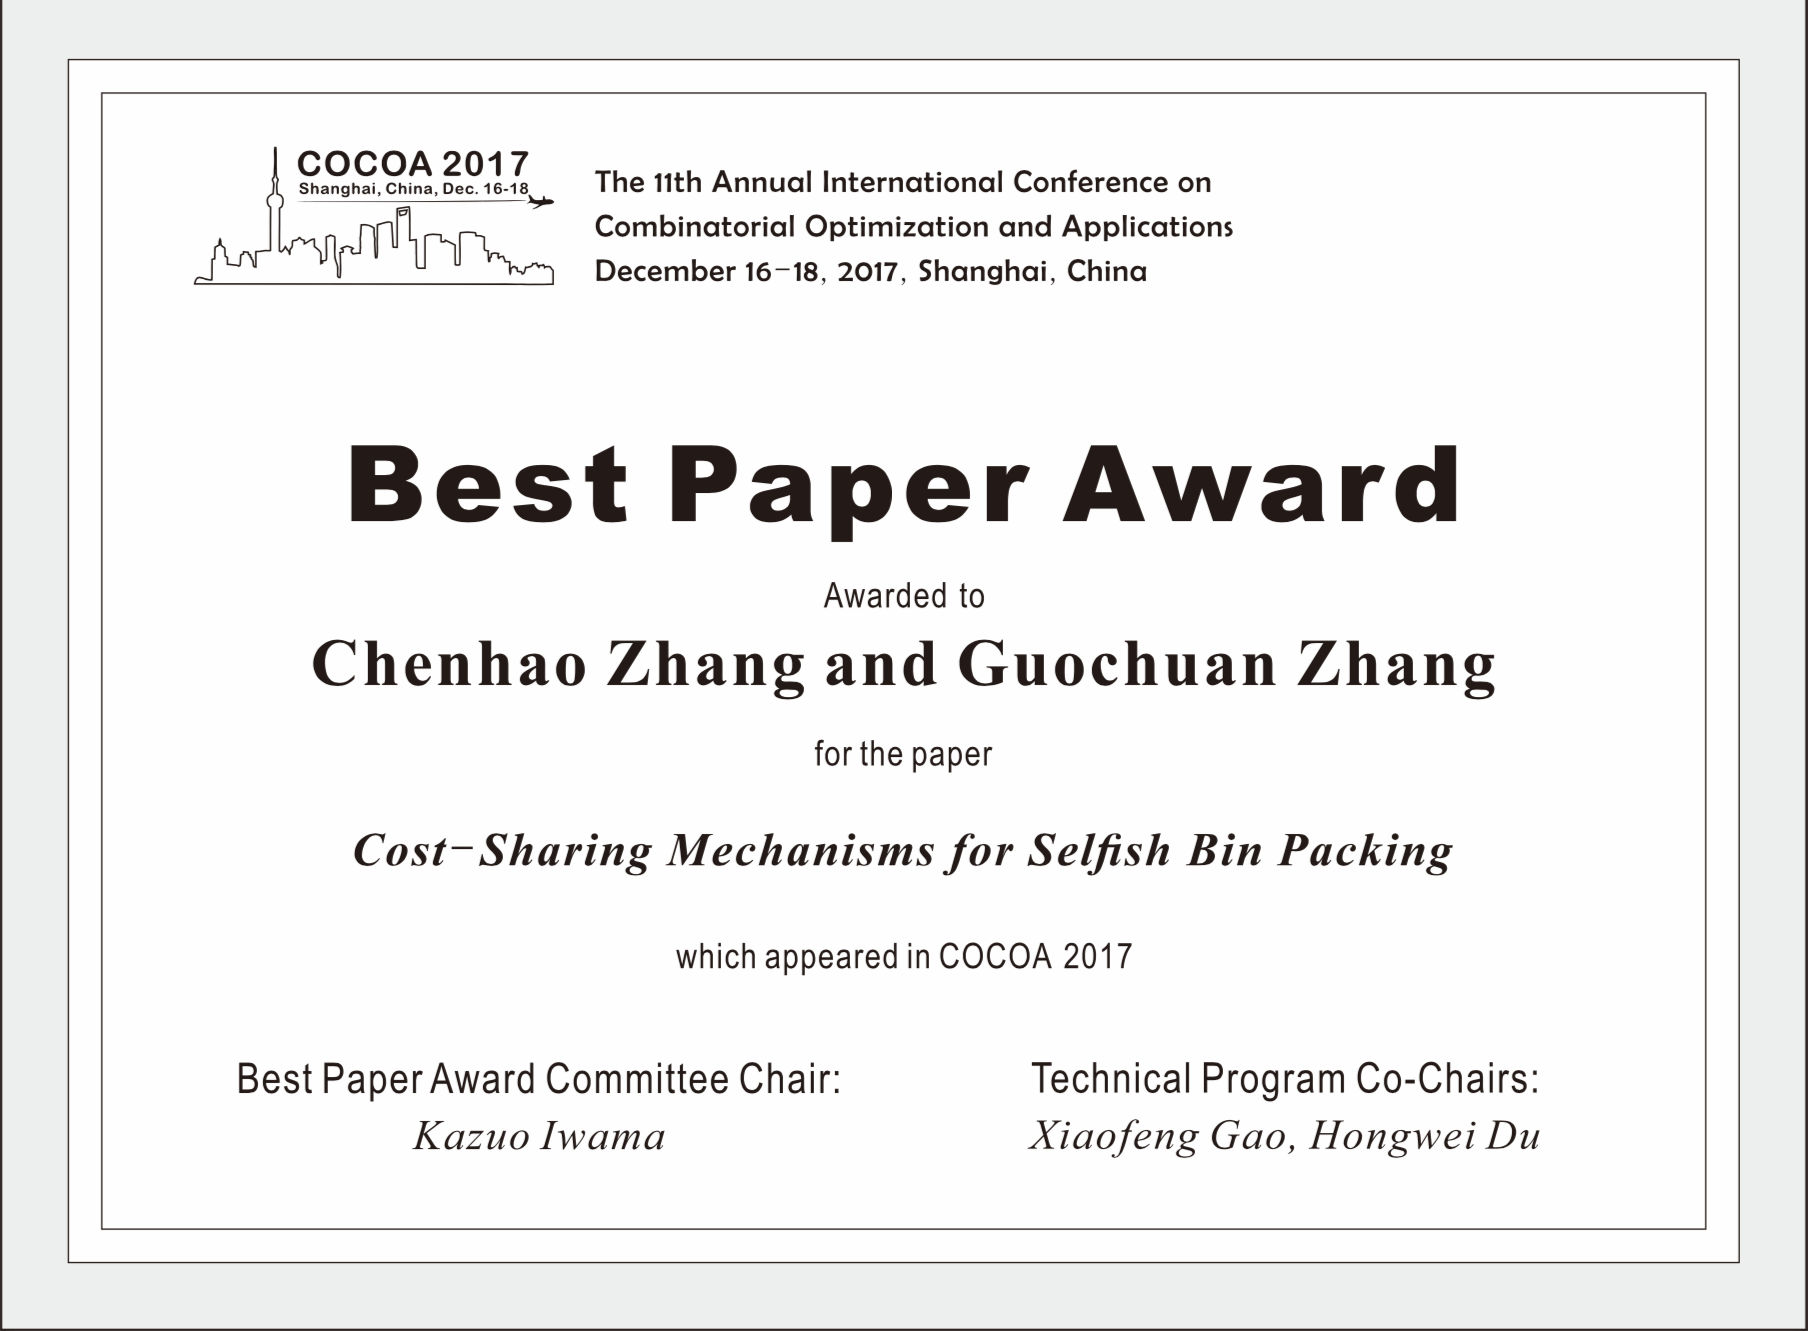 COCOA 2017
Shanghai, China, Dec. 16-18
The 11th Annual International Conference on
Combinatorial Optimization and Applications
December 16-18, 2017, Shanghai, China
Best Paper Award
Awarded to
Chenhao Zhang and Guochuan Zhang
for the paper
Cost-Sharing Mechanisms for Selfish Bin Packing
which appeared in COCOA 2017
Best Paper Award Committee Chair:
Kazuo Iwama
Technical Program Co-Chairs:
Xiaofeng Gao, Hongwei Du